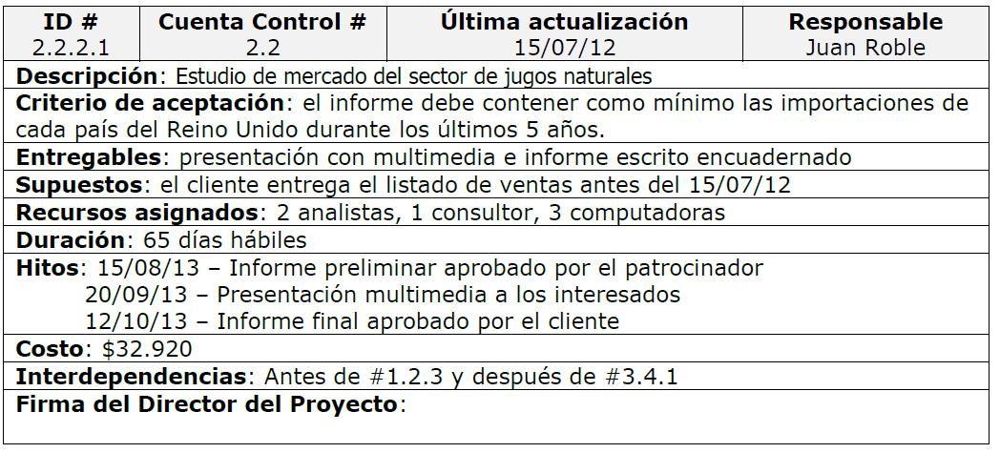 ID # Cuenta Control # Última actualización Responsable
2.2.2.1 2.2 15/07/12 Juan Roble
Descripción: Estudio de mercado del sector de jugos naturales
Criterio de aceptación: el informe debe contener como mínimo las importaciones de
cada país del Reino Unido durante los últimos 5 años.
Entregables: presentación con multimedia e informe escrito encuadernado
Supuestos: el cliente entrega el listado de ventas antes del 15/07/12
Recursos asignados: 2 analistas, 1 consultor, 3 computadoras
Duración: 65 días hábiles
Hitos: 15/08/13 – Informe preliminar aprobado por el patrocinador
20/09/13 – Presentación multimedia a los interesados
12/10/13 – Informe final aprobado por el cliente
Costo: $32.920
Interdependencias: Antes de #1.2.3 y después de #3.4.1
Firma del Director del Proyecto: